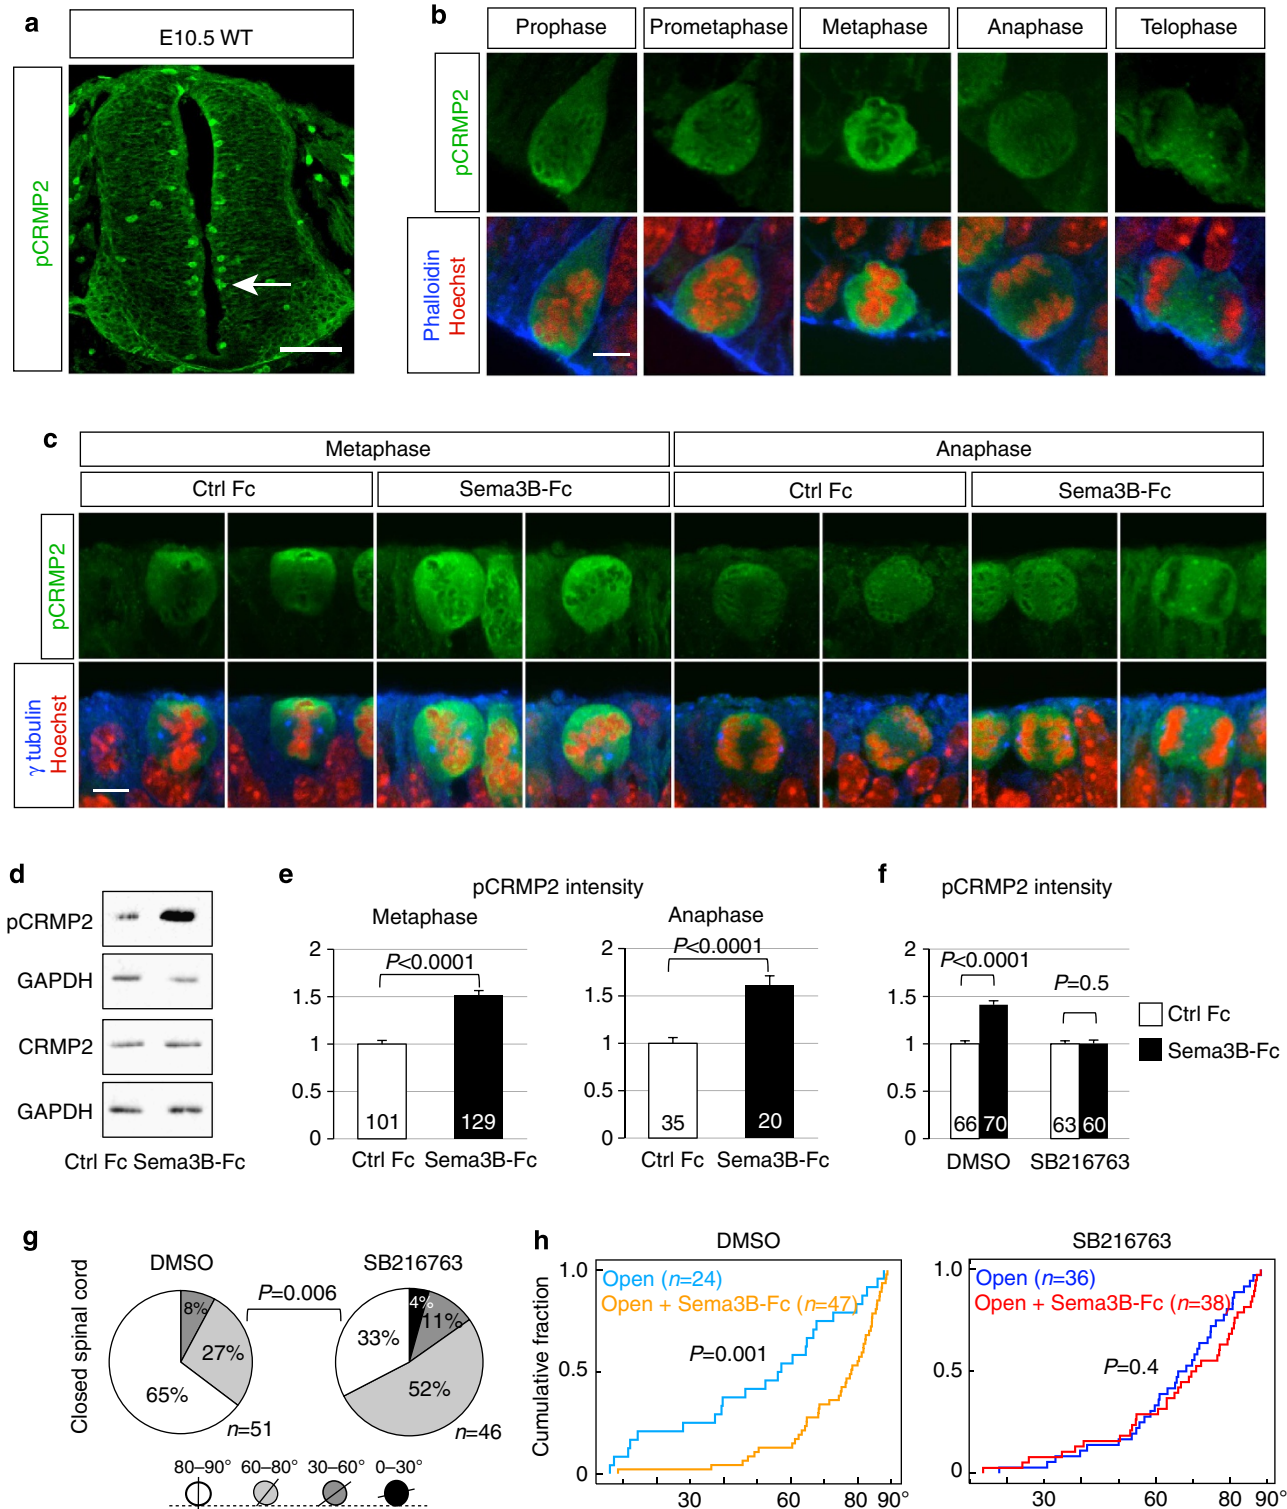 a
E10.5 WT
pCRMP2
b
Prophase Prometaphase Metaphase Anaphase Telophase
pCRMP2
Phalloidin
Hoechst
c
Metaphase Anaphase
Ctrl Fc Sema3B-Fc Ctrl Fc Sema3B-Fc
pCRMP2
γ tubulin
Hoechst
d
pCRMP2
GAPDH
CRMP2
GAPDH
Ctrl Fc Sema3B-Fc
e
pCRMP2 intensity
Metaphase
2
1.5
1
0.5
0
P<0.0001
101 129
Ctrl Fc Sema3B-Fc
Anaphase
2
1.5
1
0.5
0
P<0.0001
35 20
Ctrl Fc Sema3B-Fc
f
pCRMP2 intensity
2
1.5
1
0.5
0
P<0.0001
P=0.5
66 70 63 60
DMSO SB216763
Ctrl Fc
Sema3B-Fc
g
Closed spinal cord
DMSO
8%
27%
65%
n=51
P=0.006
SB216763
4%
11%
33%
52%
n=46
80–90° 60–80° 30–60° 0–30°
h
Cumulative fraction
DMSO
1.0
0.5
0
Open (n=24)
Open + Sema3B-Fc (n=47)
P=0.001
30 60 80 90°
SB216763
1.0
0.5
0
Open (n=36)
Open + Sema3B-Fc (n=38)
P=0.4
30 60 80 90°